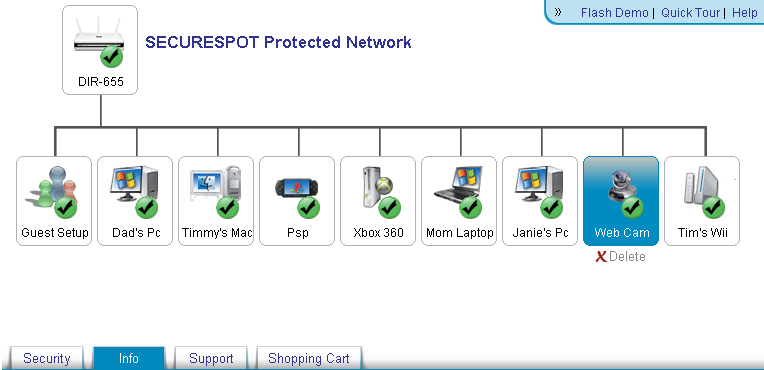 » Flash Demo | Quick Tour | Help
SECURESPOT Protected Network
DIR-655
Guest Setup Dad's Pc Timmy's Mac Psp Xbox 360 Mom Laptop Janie's Pc Web Cam Tim's Wii
Delete
Security Info Support Shopping Cart